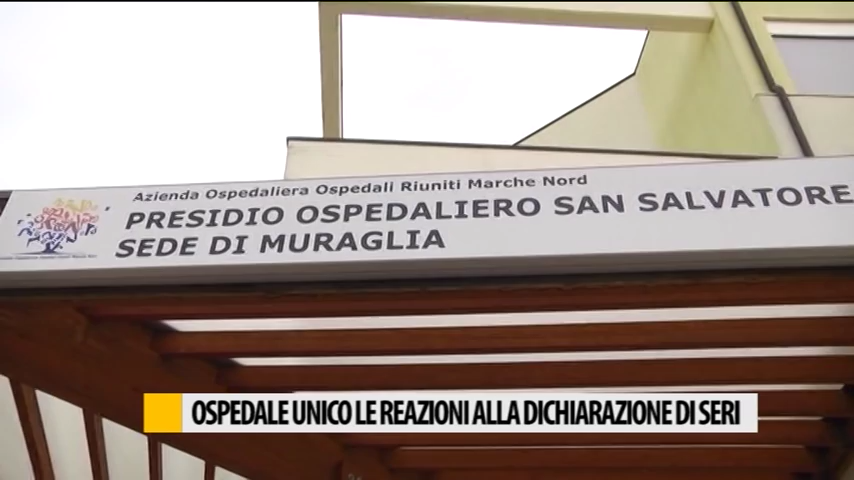 Azienda Ospedaliera Ospedali Riuniti Marche Nord
PRESIDIO OSPEDALIERO SAN SALVATORE
SEDE DI MURAGLIA
OSPEDALE UNICO LE REAZIONI ALLA DICHIARAZIONE DI SERI